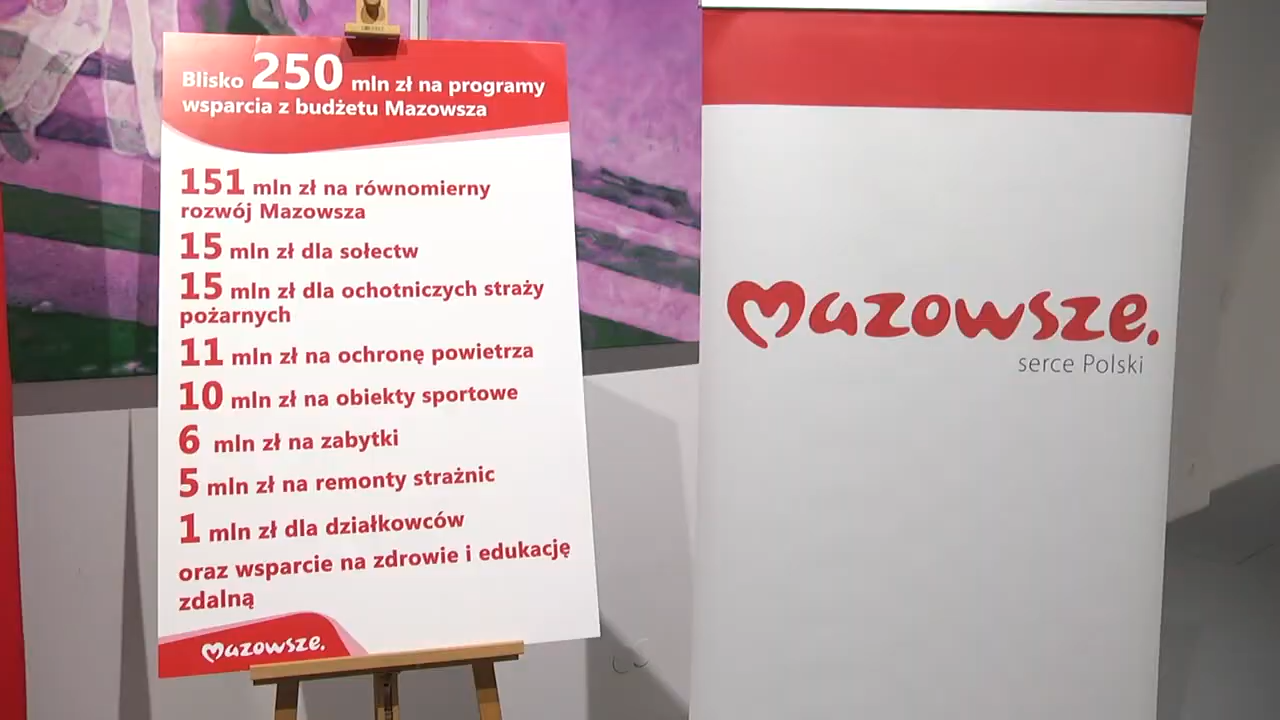 Blisko 250 mln zł na programy
wsparcia z budżetu Mazowsza
151 mln zł na równomierny
rozwój Mazowsza
15 mln zł dla sołectw
15 mln zł dla ochotniczych straży
pożarnych
11 mln zł na ochronę powietrza
10 mln zł na obiekty sportowe
6 mln zł na zabytki
5 mln zł na remonty strażnic
1 mln zł dla działkowców
oraz wsparcie na zdrowie i edukację
zdalną
Mazowsze.
Mazowsze.
serce Polski